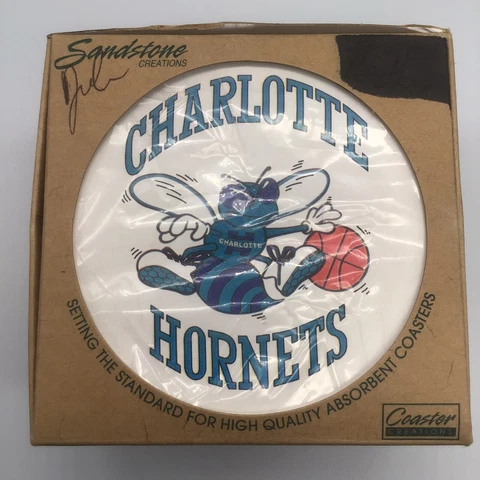 Sandstone
CREATIONS
CHARLOTTE
CHARLOTTE
HORNETS
SETTING THE STANDARD FOR HIGH QUALITY ABSORBENT COASTERS
Coaster
CREATIONS